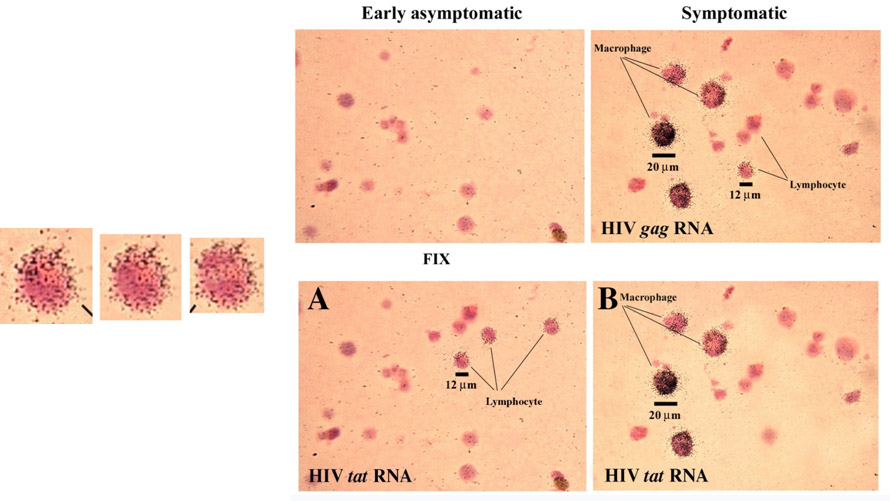 Early asymptomatic
Symptomatic
Macrophage
20 µm
12 µm
Lymphocyte
HIV gag RNA
FIX
A
12 µm
Lymphocyte
HIV tat RNA
B
Macrophage
20 µm
HIV tat RNA